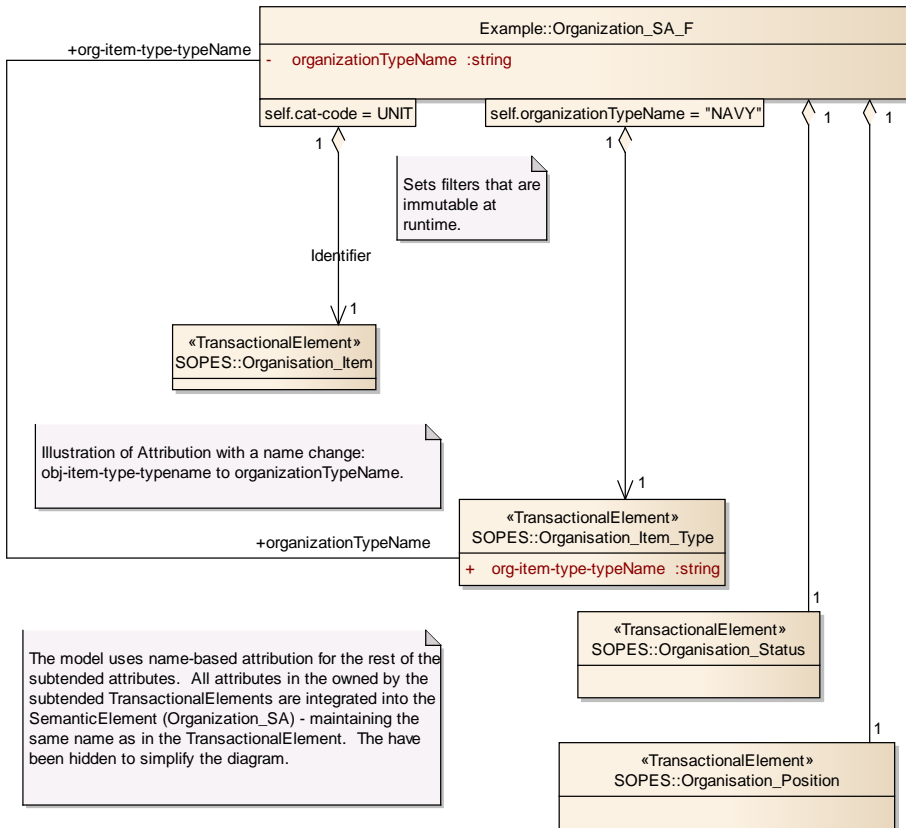 Example::Organization_SA_F
+org-item-type-typeName
- organizationTypeName :string
self.cat-code = UNIT
self.organizationTypeName = "NAVY"
1
1
1
1
Sets filters that are
immutable at
runtime.
Identifier
1
«TransactionalElement»
SOPES::Organisation_Item
Illustration of Attribution with a name change:
obj-item-type-typename to organizationTypeName.
1
«TransactionalElement»
SOPES::Organisation_Item_Type
+ org-item-type-typeName :string
+organizationTypeName
1
«TransactionalElement»
SOPES::Organisation_Status
The model uses name-based attribution for the rest of the
subtended attributes. All attributes in the owned by the
subtended TransactionalElements are integrated into the
SemanticElement (Organization_SA) - maintaining the
same name as in the TransactionalElement. The have
been hidden to simplify the diagram.
1
«TransactionalElement»
SOPES::Organisation_Position